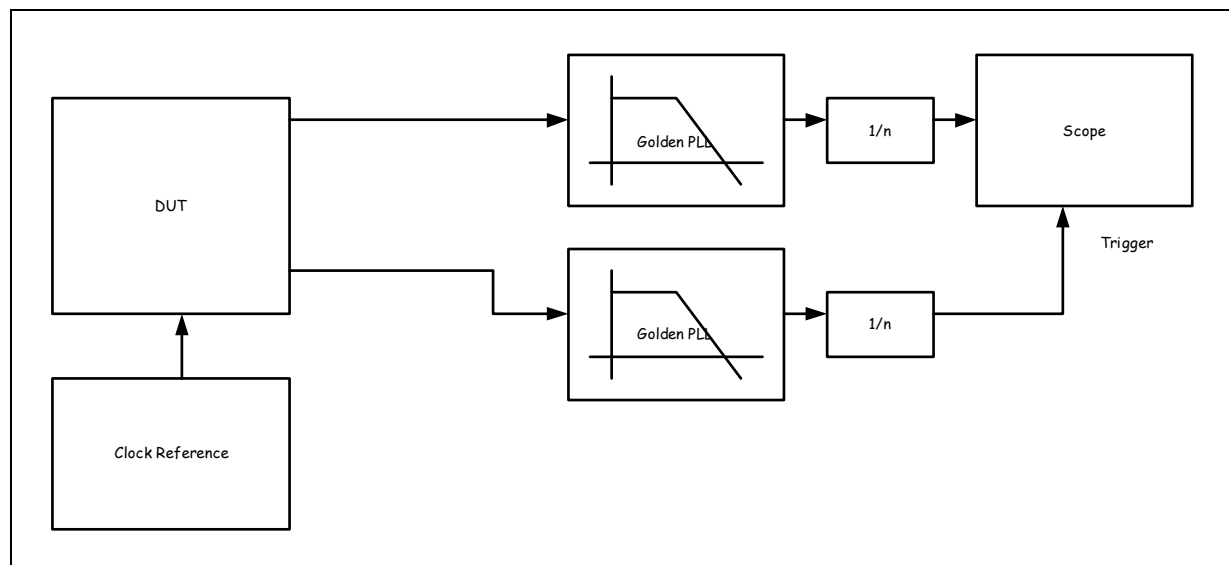 DUT
Golden PLL
1/n
Scope
Trigger
Golden PLL
1/n
Clock Reference